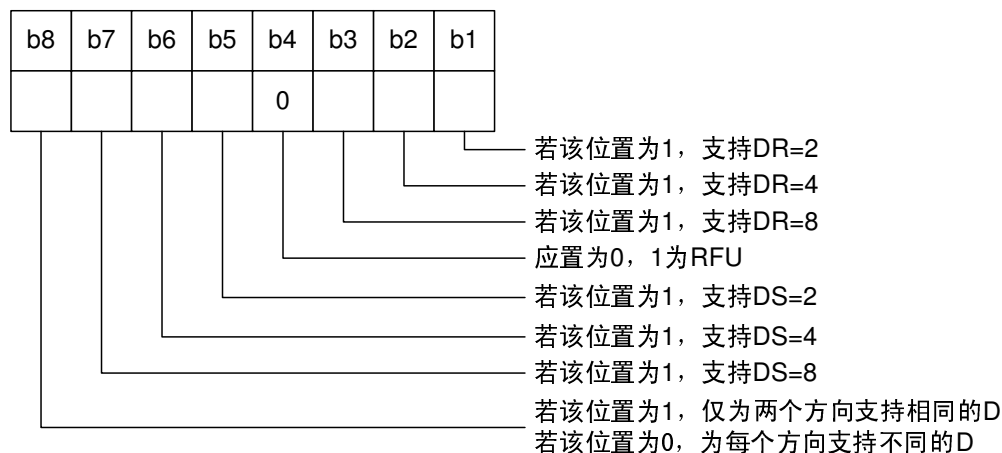 b8 b7 b6 b5 b4 b3 b2 b1
0
若该位置为1，支持DR=2
若该位置为1，支持DR=4
若该位置为1，支持DR=8
应置为0，1为RFU
若该位置为1，支持DS=2
若该位置为1，支持DS=4
若该位置为1，支持DS=8
若该位置为1，仅为两个方向支持相同的D
若该位置为0，为每个方向支持不同的D